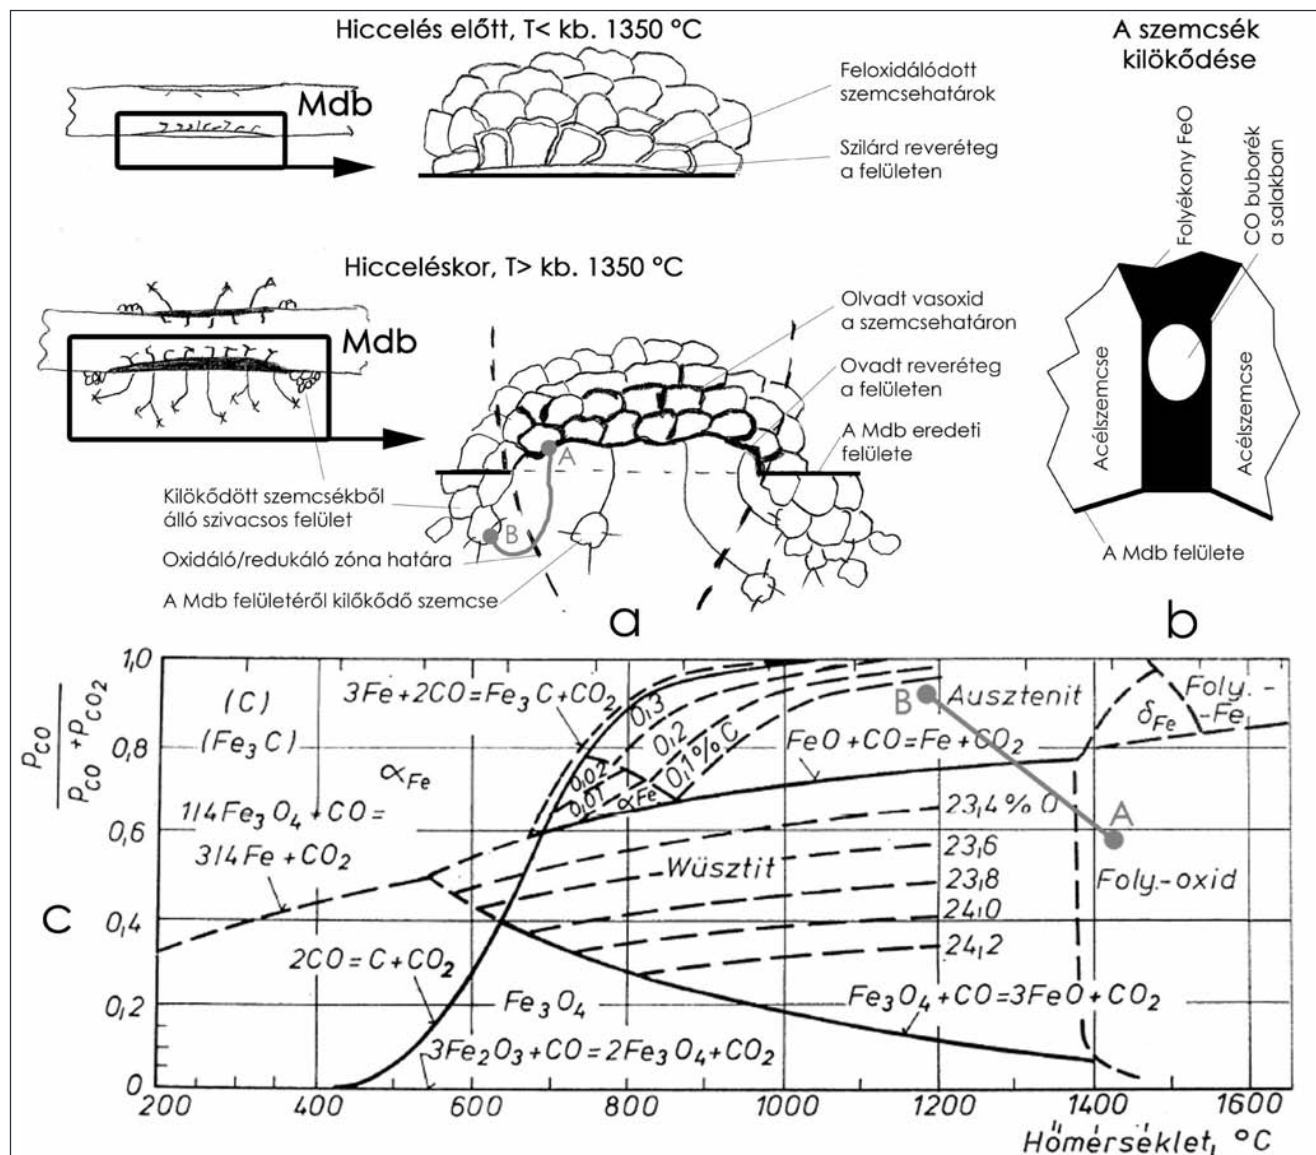 Hiccelés előtt, T< kb. 1350 °C
Mdb
Feloxidálódott
szemcsehatárok
Szilárd reveréteg
a felületen
A szemcsék
kilökődése
Folyékony FeO
CO buborék
a salakban
Acélszemcse
Acélszemcse
A Mdb felülete
b
Hicceléskor, T> kb. 1350 °C
Mdb
Olvadt vasoxid
a szemcsehatáron
Ovadt reveréteg
a felületen
A Mdb eredeti
felülete
A
B
Kilökődött szemcsékből
álló szivacsos felület
Oxidáló/redukáló zóna határa
A Mdb felületéről kilőkődő szemcse
a
C
P_CO / P_CO + P_CO2
1,0
0,8
0,6
0,4
0,2
0
(C)
(Fe3C)
αFe
3Fe+2CO=Fe3C+CO2
0,3
0,2
0,1% C
0,02
0,01
αFe
1/4Fe3O4+CO=
3/4Fe+CO2
B
Ausztenit
δFe
Foly.-
-Fe
FeO+CO=Fe+CO2
A
Wüsztit
23,4% O
23,6
23,8
24,0
24,2
Foly.-oxid
2CO=C+CO2
Fe3O4
Fe3O4+CO=3FeO+CO2
3Fe2O3+CO=2Fe3O4+CO2
200 400 600 800 1000 1200 1400 1600
Hőmérséklet, °C